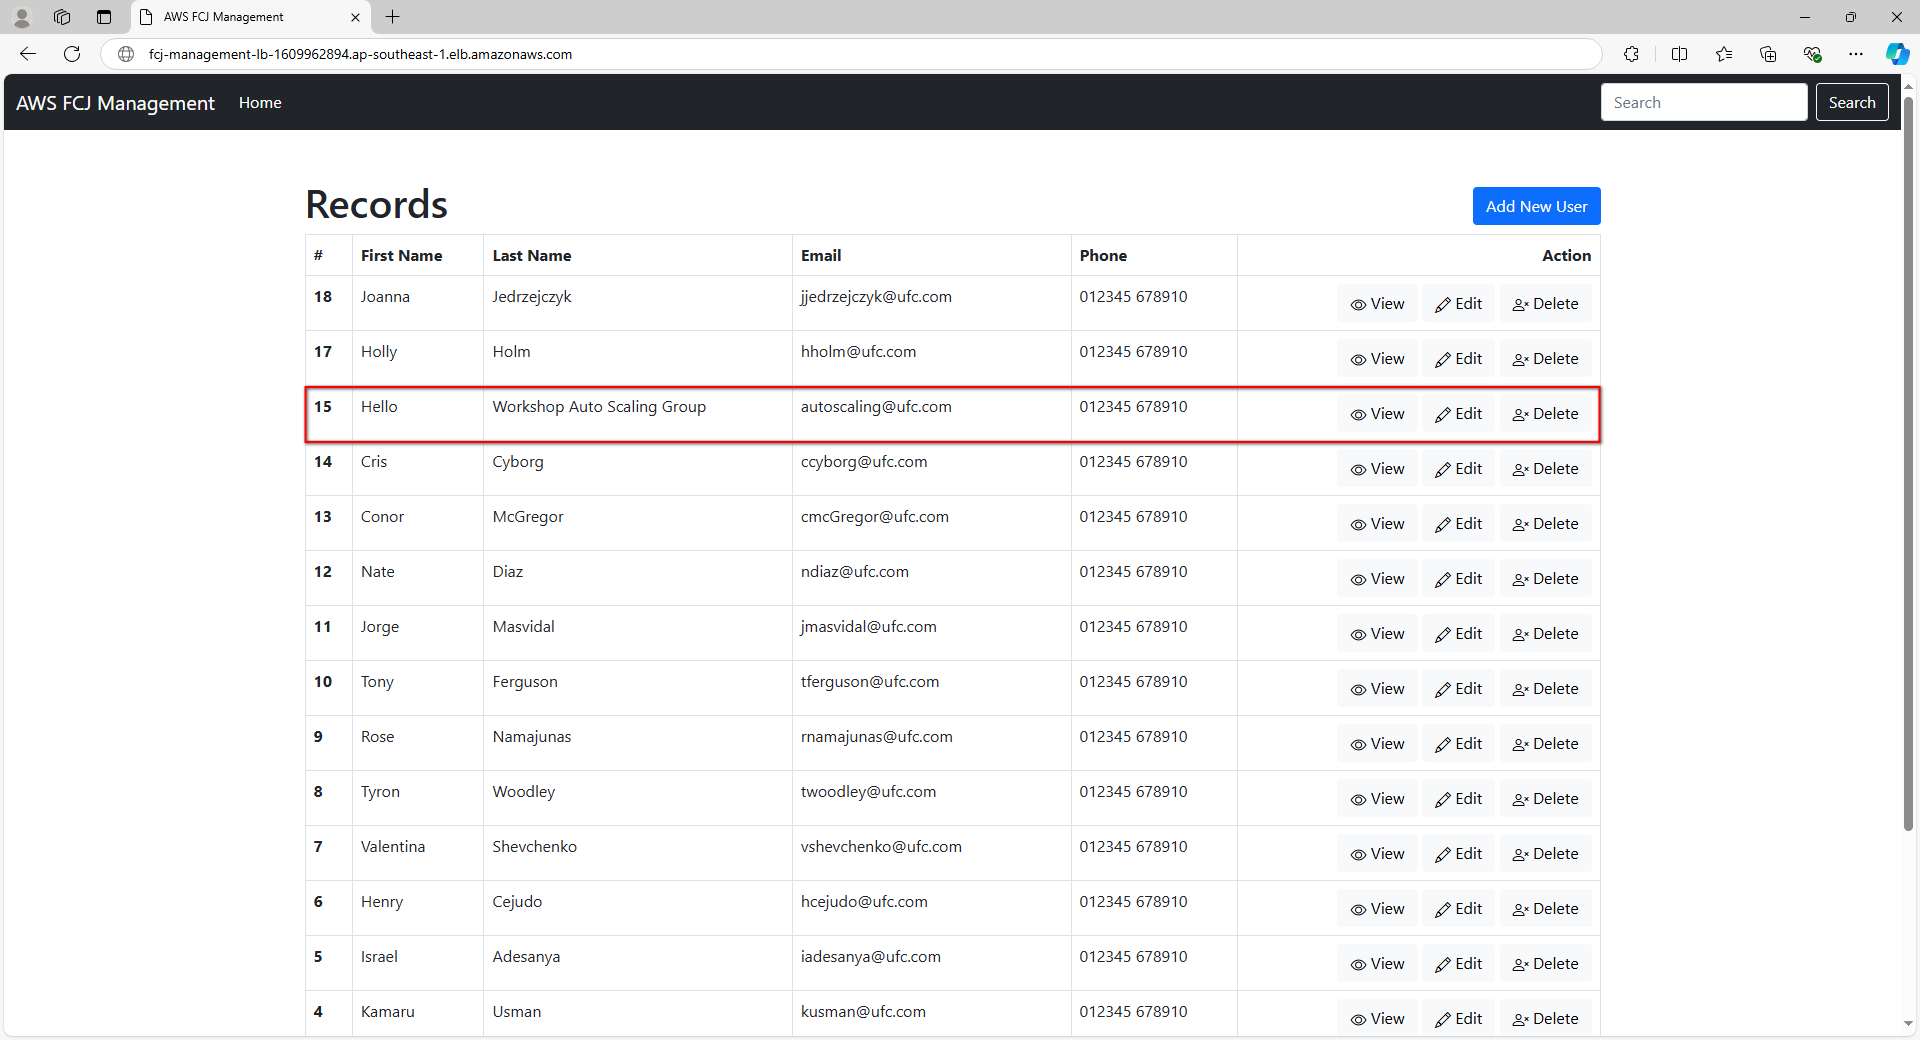 AWS FCJ Management
fcj-management-lb-1609962894.ap-southeast-1.elb.amazonaws.com
AWS FCJ Management Home Search Search
Records Add New User
# First Name Last Name Email Phone Action
18 Joanna Jedrzejczyk jjedrzejczyk@ufc.com 012345 678910 View Edit Delete
17 Holly Holm hholm@ufc.com 012345 678910 View Edit Delete
15 Hello Workshop Auto Scaling Group autoscaling@ufc.com 012345 678910 View Edit Delete
14 Cris Cyborg ccyborg@ufc.com 012345 678910 View Edit Delete
13 Conor McGregor cmcGregor@ufc.com 012345 678910 View Edit Delete
12 Nate Diaz ndiaz@ufc.com 012345 678910 View Edit Delete
11 Jorge Masvidal jmasvidal@ufc.com 012345 678910 View Edit Delete
10 Tony Ferguson tferguson@ufc.com 012345 678910 View Edit Delete
9 Rose Namajunas rnamajunas@ufc.com 012345 678910 View Edit Delete
8 Tyron Woodley twoodley@ufc.com 012345 678910 View Edit Delete
7 Valentina Shevchenko vshevchenko@ufc.com 012345 678910 View Edit Delete
6 Henry Cejudo hcejudo@ufc.com 012345 678910 View Edit Delete
5 Israel Adesanya iadesanya@ufc.com 012345 678910 View Edit Delete
4 Kamaru Usman kusman@ufc.com 012345 678910 View Edit Delete